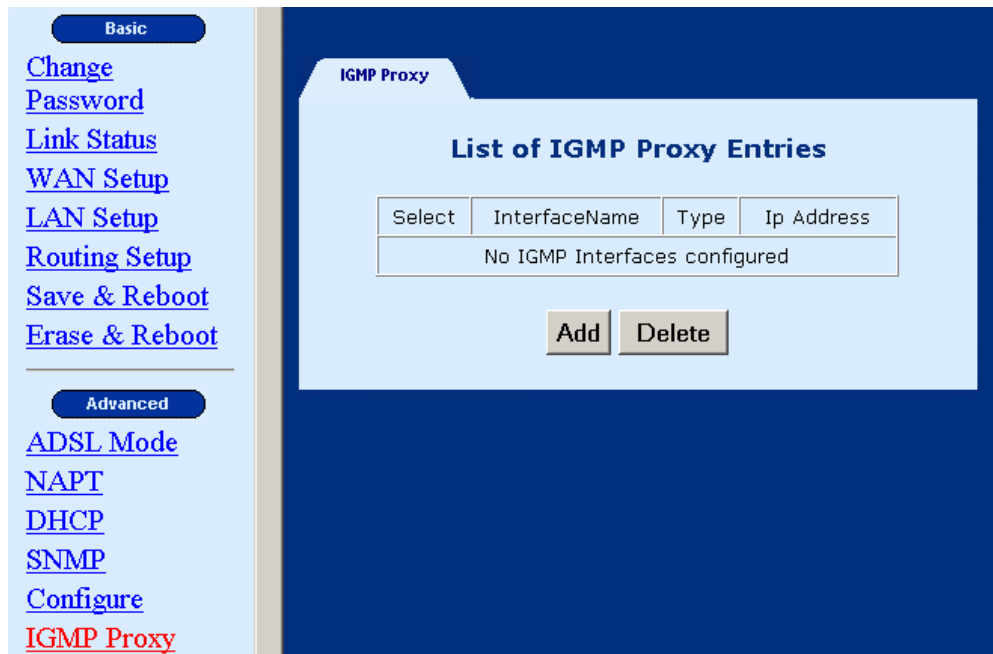 Basic
Change
Password
Link Status
WAN Setup
LAN Setup
Routing Setup
Save & Reboot
Erase & Reboot
Advanced
ADSL Mode
NAPT
DHCP
SNMP
Configure
IGMP Proxy
IGMP Proxy
List of IGMP Proxy Entries
Select InterfaceName Type Ip Address
No IGMP Interfaces configured
Add Delete